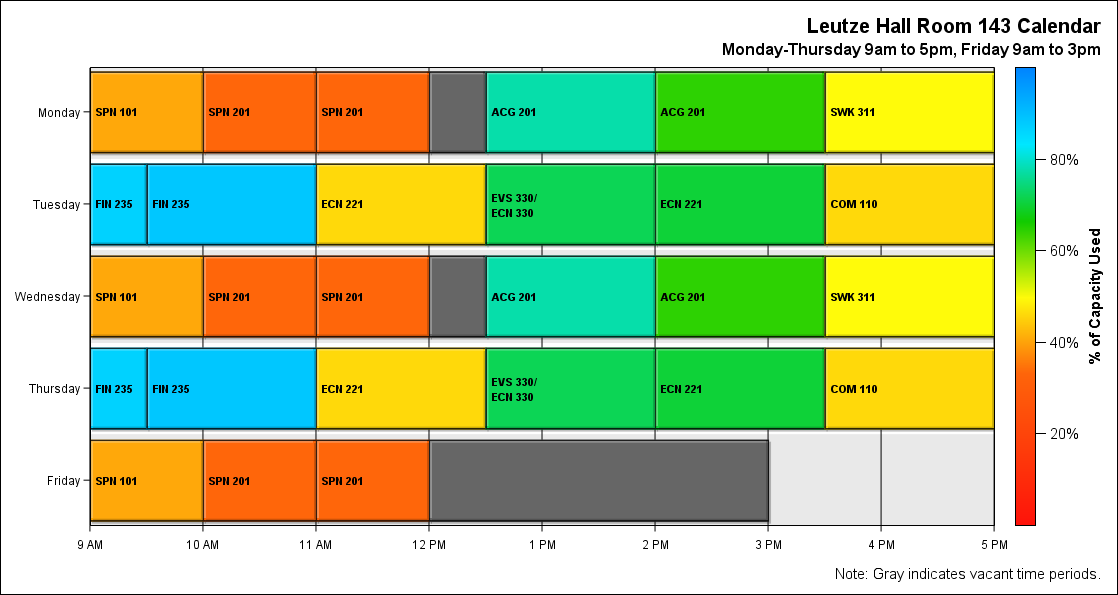 Leutze Hall Room 143 Calendar
Monday-Thursday 9am to 5pm, Friday 9am to 3pm
Monday
SPN 101
SPN 201
SPN 201
ACG 201
ACG 201
SWK 311
Tuesday
FIN 235
FIN 235
ECN 221
EVS 330/
ECN 330
ECN 221
COM 110
Wednesday
SPN 101
SPN 201
SPN 201
ACG 201
ACG 201
SWK 311
Thursday
FIN 235
FIN 235
ECN 221
EVS 330/
ECN 330
ECN 221
COM 110
Friday
SPN 101
SPN 201
SPN 201
9 AM
10 AM
11 AM
12 PM
1 PM
2 PM
3 PM
4 PM
5 PM
80%
60%
40%
20%
% of Capacity Used
Note: Gray indicates vacant time periods.